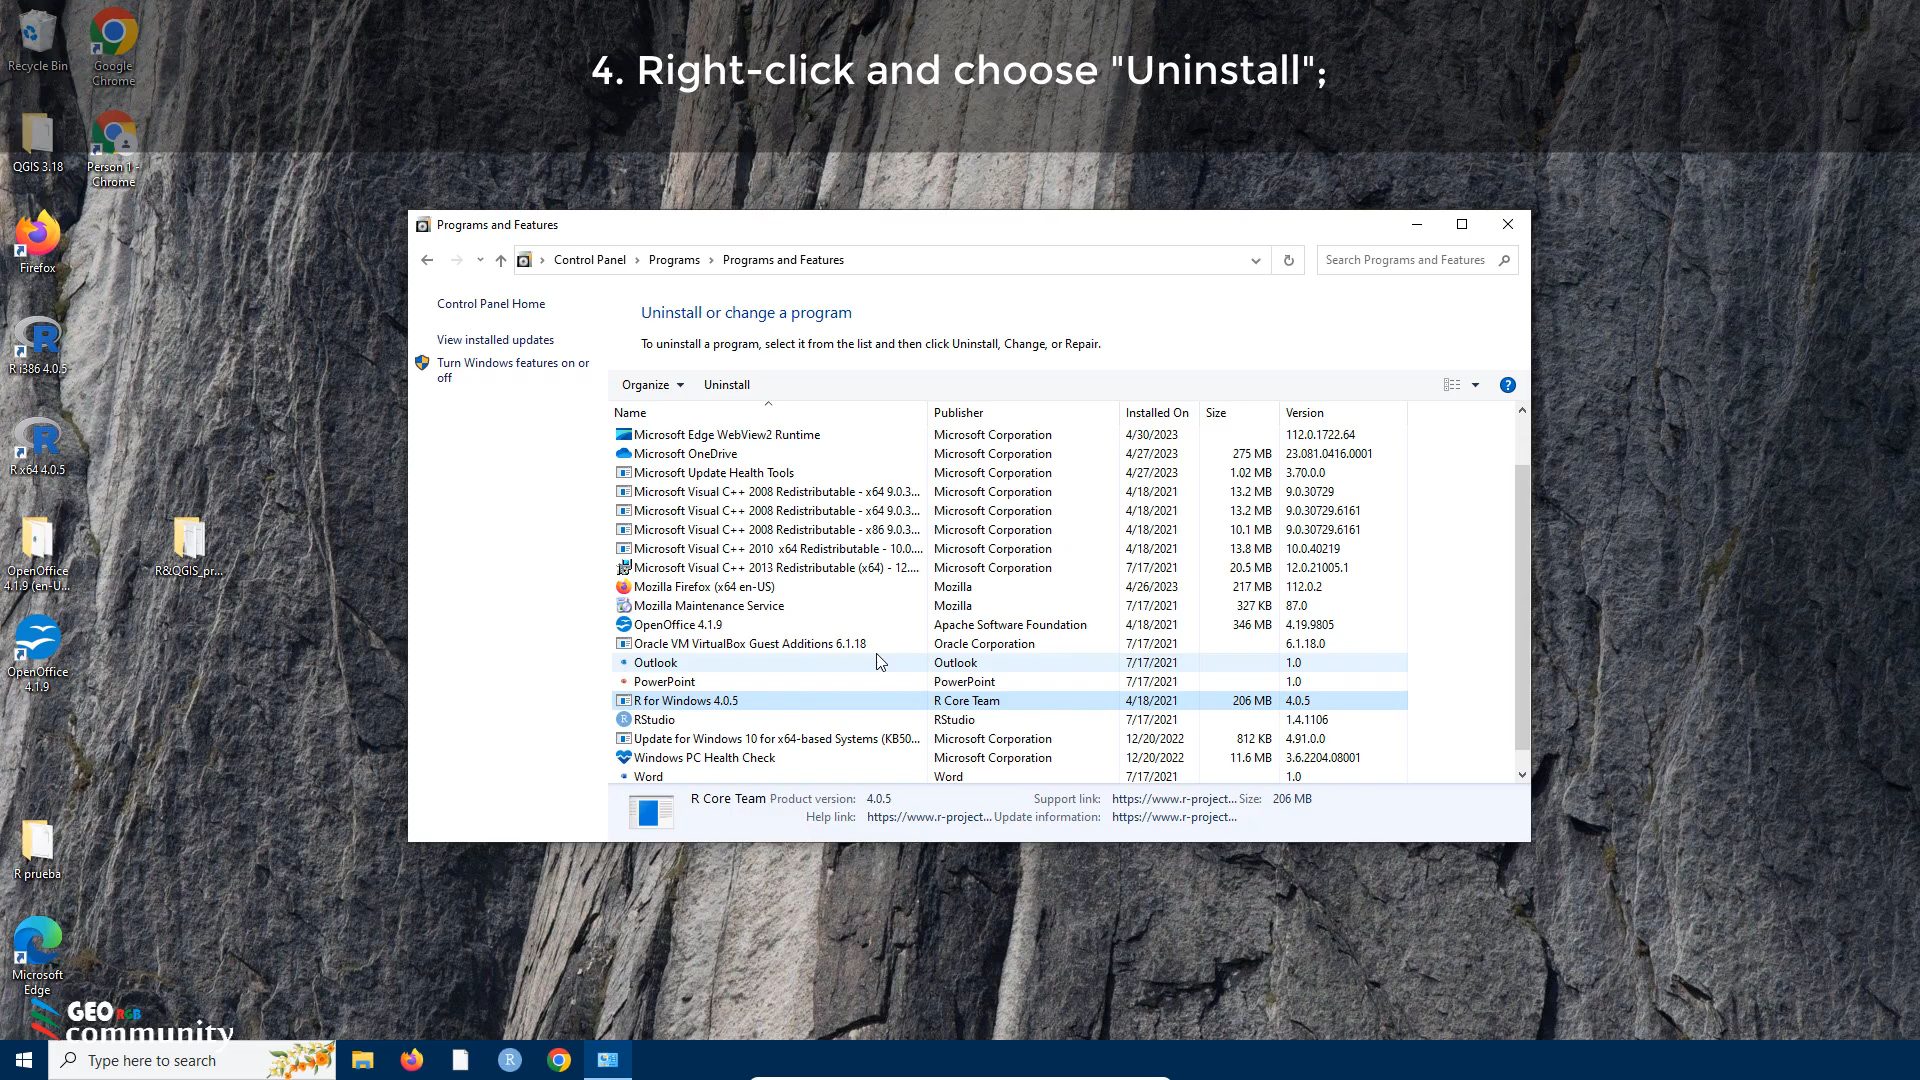 4. Right-click and choose "Uninstall";
Recycle Bin
Google
Chrome
QGIS 3.18
Person 1 -
Chrome
Firefox
R i386 4.0.5
R x64 4.0.5
OpenOffice
4.1.9 (en-U...
R&QGIS_pr...
OpenOffice
4.1.9
R prueba
Microsoft
Edge
GEO RGB
community
Programs and Features
Control Panel > Programs > Programs and Features
Search Programs and Features
Control Panel Home
View installed updates
Turn Windows features on or
off
Uninstall or change a program
To uninstall a program, select it from the list and then click Uninstall, Change, or Repair.
Organize Uninstall
Name Publisher Installed On Size Version
Microsoft Edge WebView2 Runtime Microsoft Corporation 4/30/2023 112.0.1722.64
Microsoft OneDrive Microsoft Corporation 4/27/2023 275 MB 23.081.0416.0001
Microsoft Update Health Tools Microsoft Corporation 4/27/2023 1.02 MB 3.70.0.0
Microsoft Visual C++ 2008 Redistributable - x64 9.0.3... Microsoft Corporation 4/18/2021 13.2 MB 9.0.30729
Microsoft Visual C++ 2008 Redistributable - x64 9.0.3... Microsoft Corporation 4/18/2021 13.2 MB 9.0.30729.6161
Microsoft Visual C++ 2008 Redistributable - x86 9.0.3... Microsoft Corporation 4/18/2021 10.1 MB 9.0.30729.6161
Microsoft Visual C++ 2010 x64 Redistributable - 10.0.... Microsoft Corporation 4/18/2021 13.8 MB 10.0.40219
Microsoft Visual C++ 2013 Redistributable (x64) - 12.... Microsoft Corporation 7/17/2021 20.5 MB 12.0.21005.1
Mozilla Firefox (x64 en-US) Mozilla 4/26/2023 217 MB 112.0.2
Mozilla Maintenance Service Mozilla 7/17/2021 327 KB 87.0
OpenOffice 4.1.9 Apache Software Foundation 4/18/2021 346 MB 4.19.9805
Oracle VM VirtualBox Guest Additions 6.1.18 Oracle Corporation 7/17/2021 6.1.18.0
Outlook Outlook 7/17/2021 1.0
PowerPoint PowerPoint 7/17/2021 1.0
R for Windows 4.0.5 R Core Team 4/18/2021 206 MB 4.0.5
RStudio RStudio 7/17/2021 1.4.1106
Update for Windows 10 for x64-based Systems (KB50... Microsoft Corporation 12/20/2022 812 KB 4.91.0.0
Windows PC Health Check Microsoft Corporation 12/20/2022 11.6 MB 3.6.2204.08001
Word Word 7/17/2021 1.0
R Core Team Product version: 4.0.5 Support link: https://www.r-project... Size: 206 MB
Help link: https://www.r-project... Update information: https://www.r-project...
Type here to search